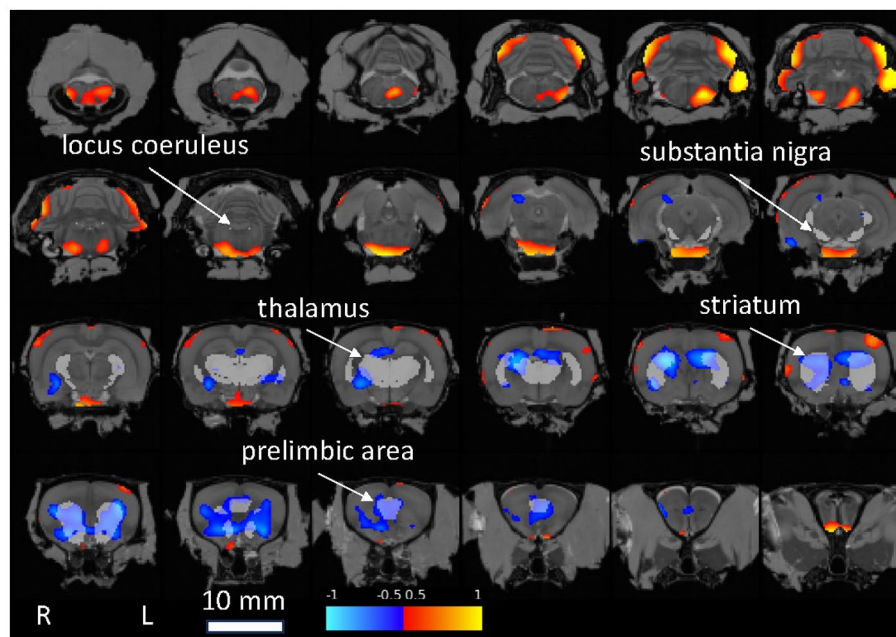 locus coeruleus
substantia nigra
thalamus
striatum
prelimbic area
R L 10 mm -1 -0.5 0.5 1